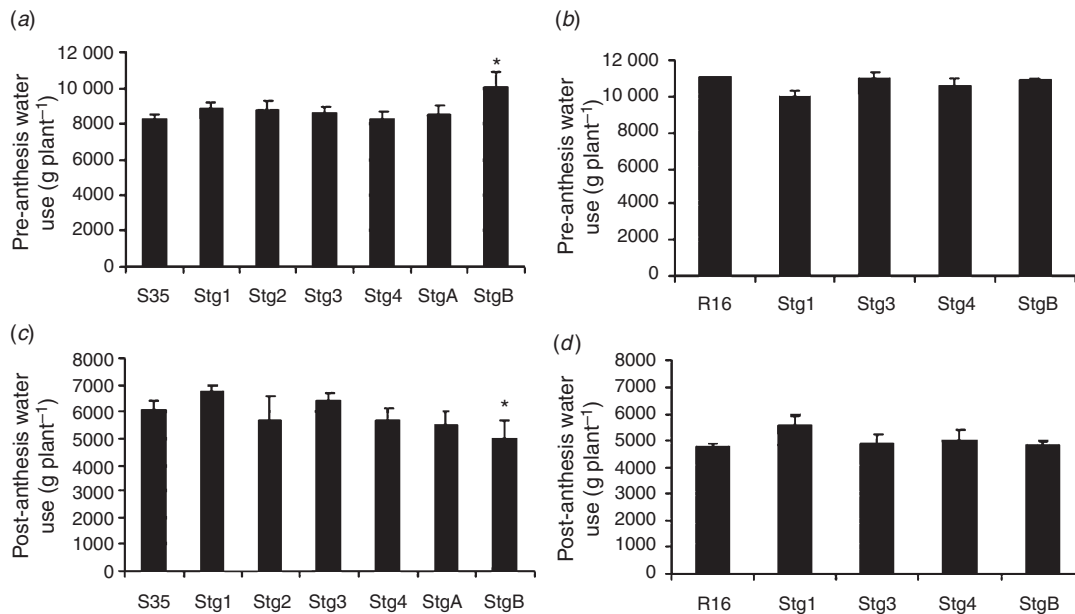 (a)
Pre-anthesis water
use (g plant⁻¹)
12 000
10 000
8000
6000
4000
2000
0
*
S35 Stg1 Stg2 Stg3 Stg4 StgA StgB
(b)
Pre-anthesis water
use (g plant⁻¹)
12 000
10 000
8000
6000
4000
2000
0
R16 Stg1 Stg3 Stg4 StgB
(c)
Post-anthesis water
use (g plant⁻¹)
8000
7000
6000
5000
4000
3000
2000
1000
0
*
S35 Stg1 Stg2 Stg3 Stg4 StgA StgB
(d)
Post-anthesis water
use (g plant⁻¹)
8000
7000
6000
5000
4000
3000
2000
1000
0
R16 Stg1 Stg3 Stg4 StgB